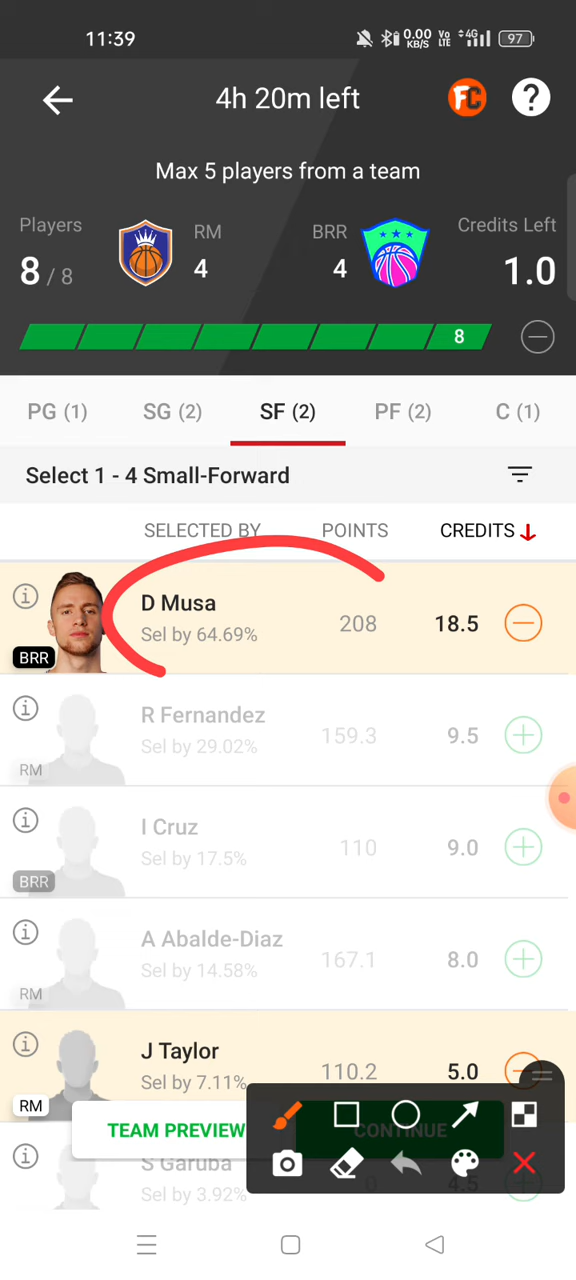 11:39
0.00 KB/S Vo LTE 4G 97
4h 20m left
FC ?
Max 5 players from a team
Players RM BRR Credits Left
8 / 8 4 4 1.0
8
PG (1) SG (2) SF (2) PF (2) C (1)
Select 1 - 4 Small-Forward
SELECTED BY POINTS CREDITS
D Musa
Sel by 64.69% 208 18.5
BRR
R Fernandez
Sel by 29.02% 159.3 9.5
RM
I Cruz
Sel by 17.5% 110 9.0
BRR
A Abalde-Diaz
Sel by 14.58% 167.1 8.0
RM
J Taylor
Sel by 7.11% 110.2 5.0
RM
TEAM PREVIEW CONTINUE
S Garuba
Sel by 3.92% 0 4.5